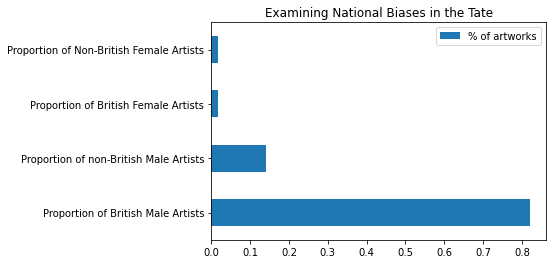 Examining National Biases in the Tate
% of artworks
Proportion of Non-British Female Artists
Proportion of British Female Artists
Proportion of non-British Male Artists
Proportion of British Male Artists
0.0 0.1 0.2 0.3 0.4 0.5 0.6 0.7 0.8